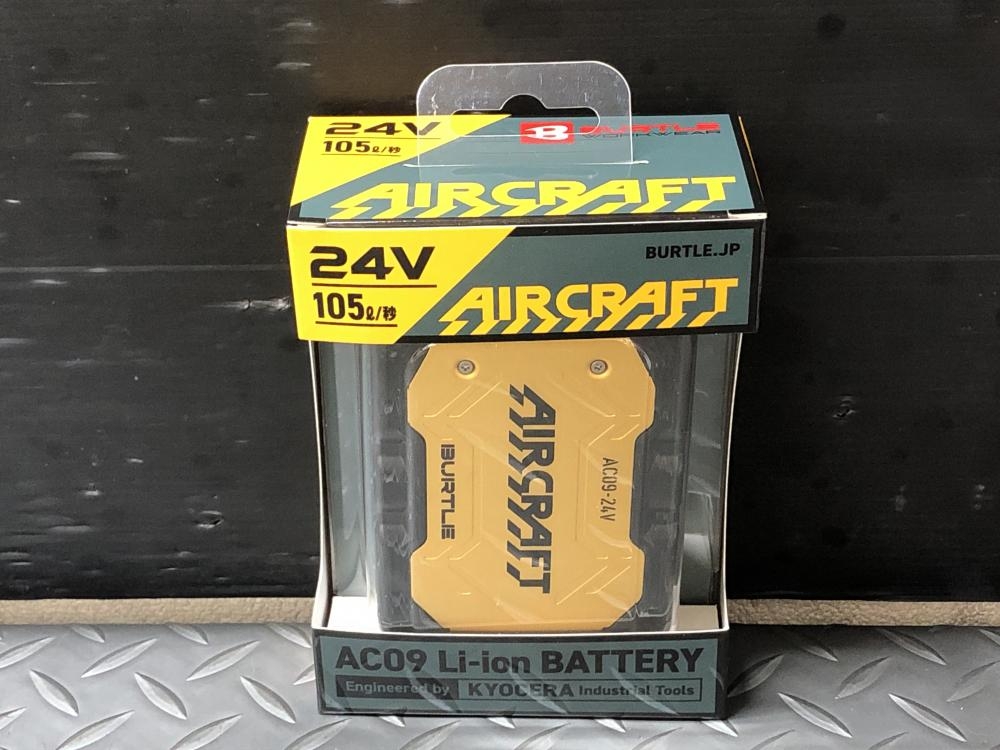 24V
105ℓ/秒
BURTLE
WORKWEAR
AIRCRAFT
24V
105ℓ/秒
BURTLE.JP
AIRCRAFT
AIRCRAFT
BURTLE
AC09-24V
AC09 Li-ion BATTERY
Engineered by KYOCERA Industrial Tools